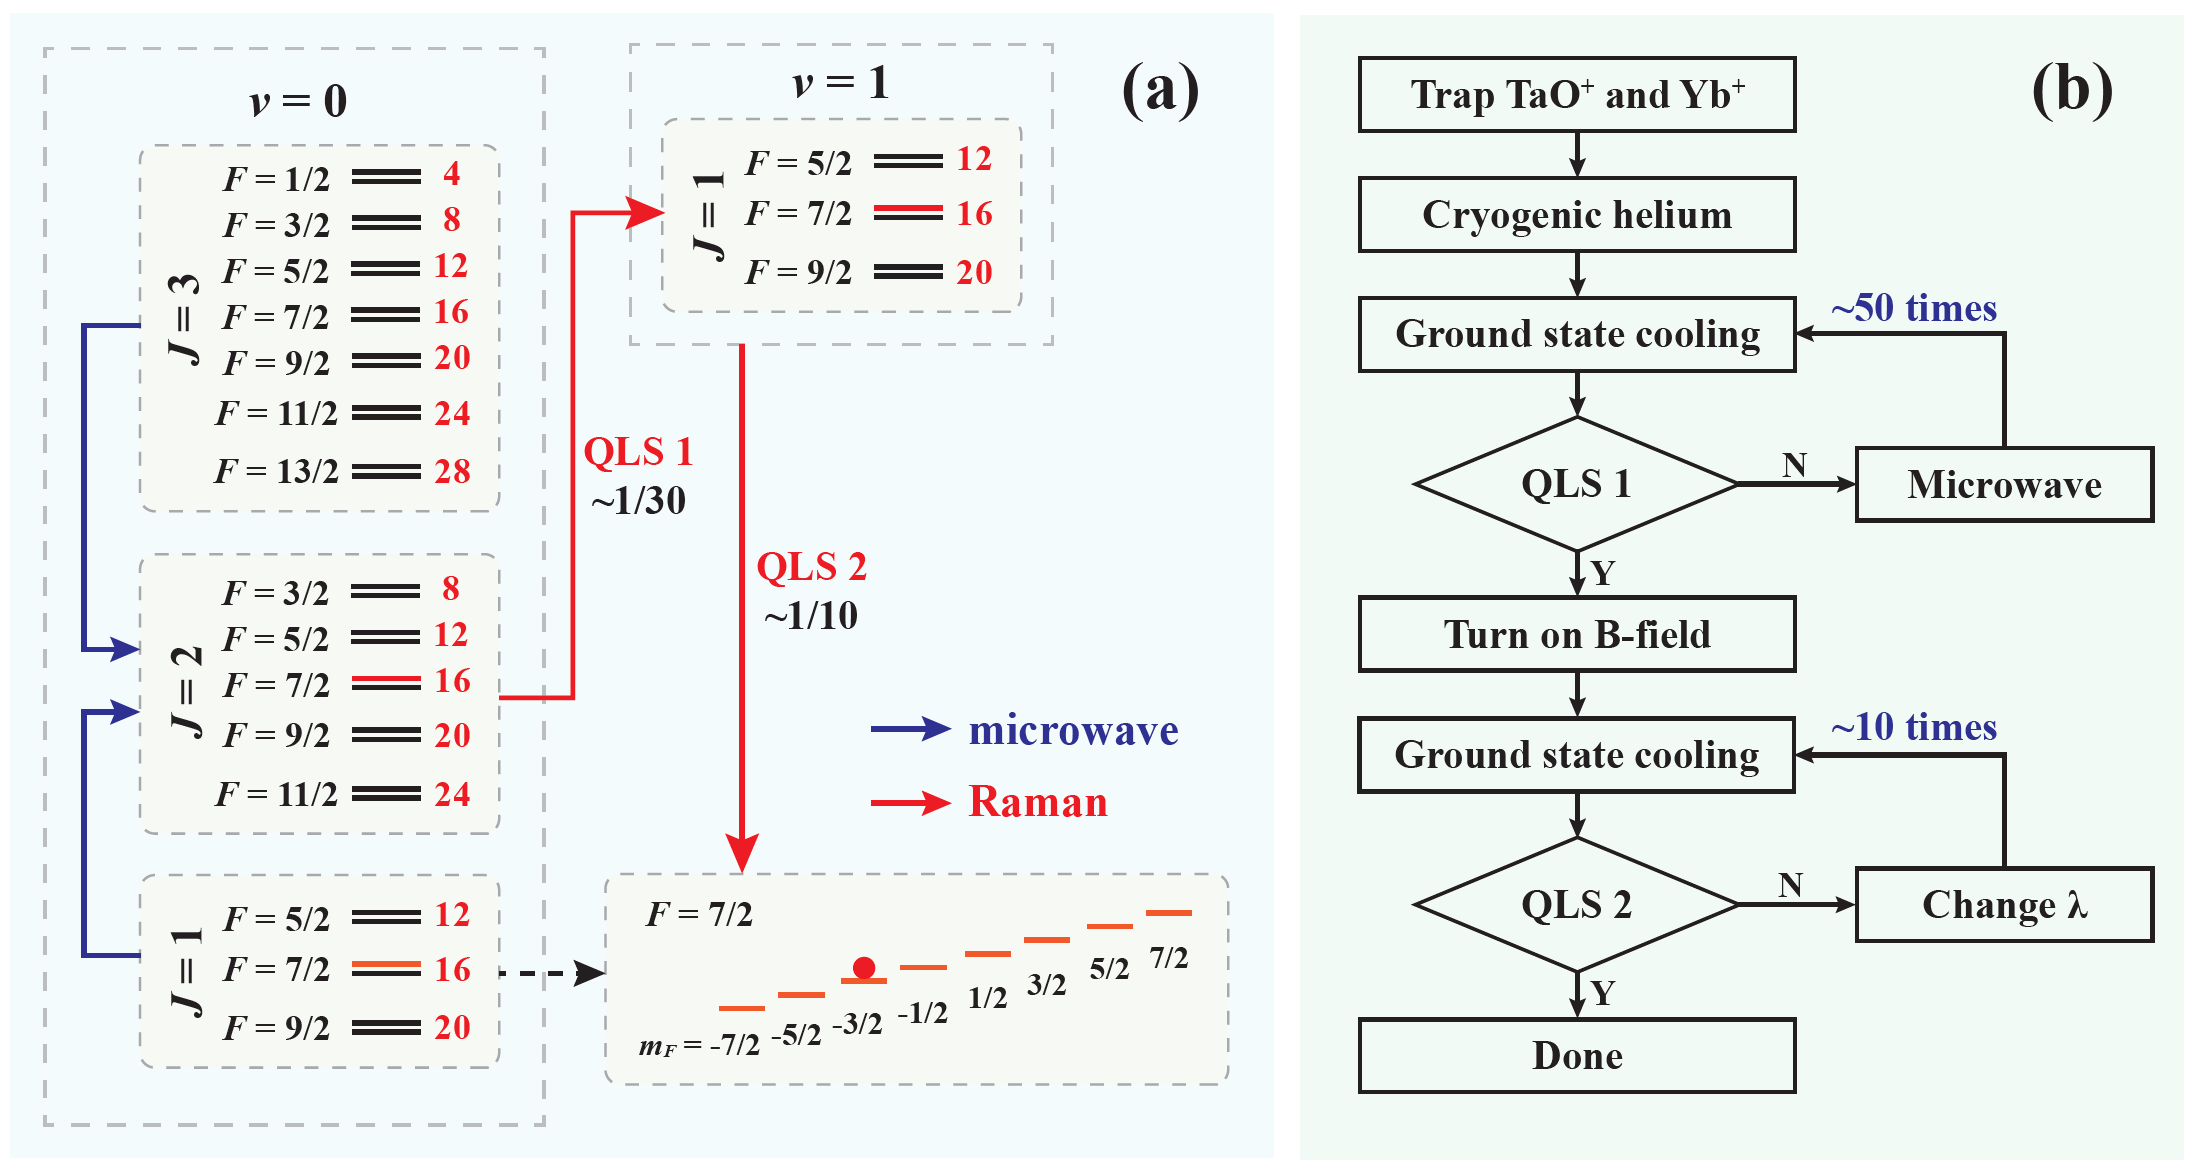 (a)
v = 0
J = 3
F = 1/2 4
F = 3/2 8
F = 5/2 12
F = 7/2 16
F = 9/2 20
F = 11/2 24
F = 13/2 28
J = 2
F = 3/2 8
F = 5/2 12
F = 7/2 16
F = 9/2 20
F = 11/2 24
J = 1
F = 5/2 12
F = 7/2 16
F = 9/2 20
v = 1
J = 1
F = 5/2 12
F = 7/2 16
F = 9/2 20
QLS 1
~1/30
QLS 2
~1/10
microwave
Raman
F = 7/2
mF = -7/2 -5/2 -3/2 -1/2 1/2 3/2 5/2 7/2
(b)
Trap TaO⁺ and Yb⁺
Cryogenic helium
Ground state cooling
~50 times
QLS 1
N
Microwave
Y
Turn on B-field
Ground state cooling
~10 times
QLS 2
N
Change λ
Y
Done